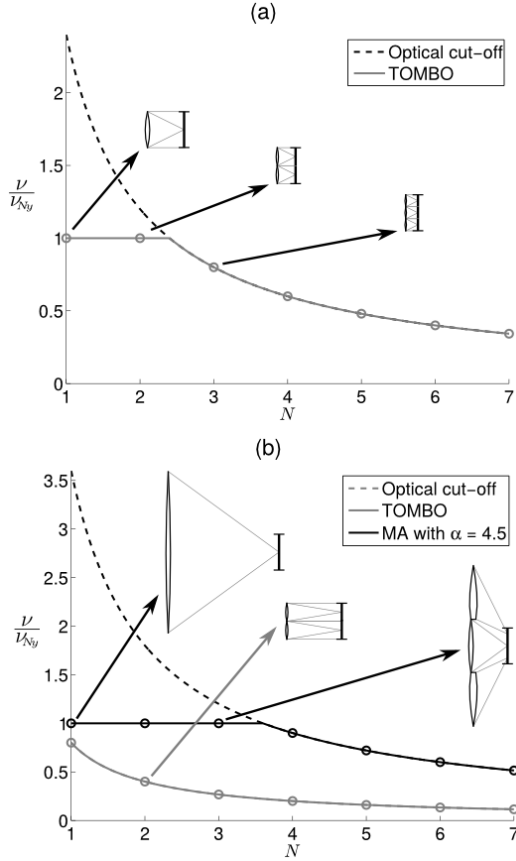 (a)
Optical cut-off
TOMBO
2
1.5
1
0.5
0
ν
ν_Ny
1 2 3 4 5 6 7
N
(b)
Optical cut-off
TOMBO
MA with α = 4.5
3.5
3
2.5
2
1.5
1
0.5
0
ν
ν_Ny
1 2 3 4 5 6 7
N